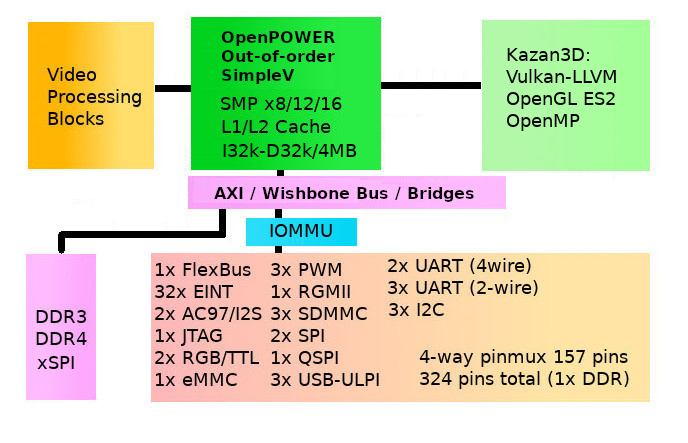 Video
Processing
Blocks
OpenPOWER
Out-of-order
SimpleV
SMP x8/12/16
L1/L2 Cache
I32k-D32k/4MB
Kazan3D:
Vulkan-LLVM
OpenGL ES2
OpenMP
AXI / Wishbone Bus / Bridges
IOMMU
DDR3
DDR4
xSPI
1x FlexBus
32x EINT
2x AC97/I2S
1x JTAG
2x RGB/TTL
1x eMMC
3x PWM
1x RGMII
3x SDMMC
2x SPI
1x QSPI
3x USB-ULPI
2x UART (4wire)
3x UART (2-wire)
3x I2C
4-way pinmux 157 pins
324 pins total (1x DDR)